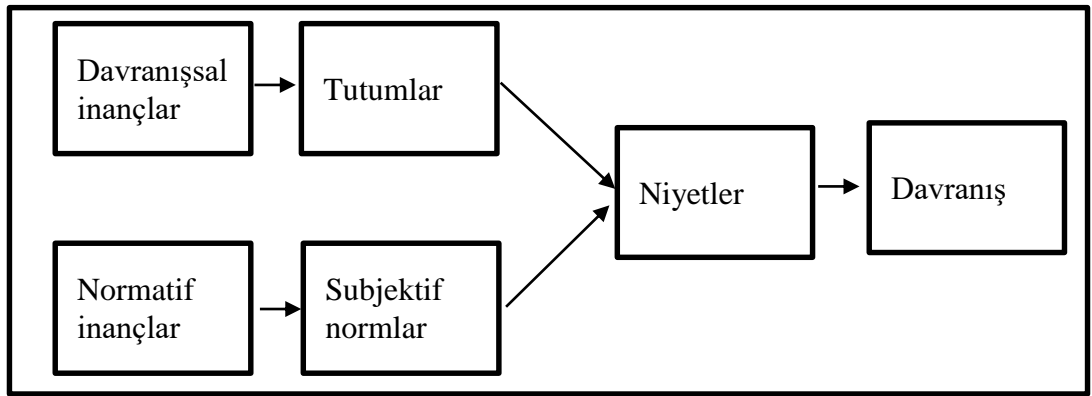 Davranışsal
inançlar
Tutumlar
Niyetler
Davranış
Normatif
inançlar
Subjektif
normlar